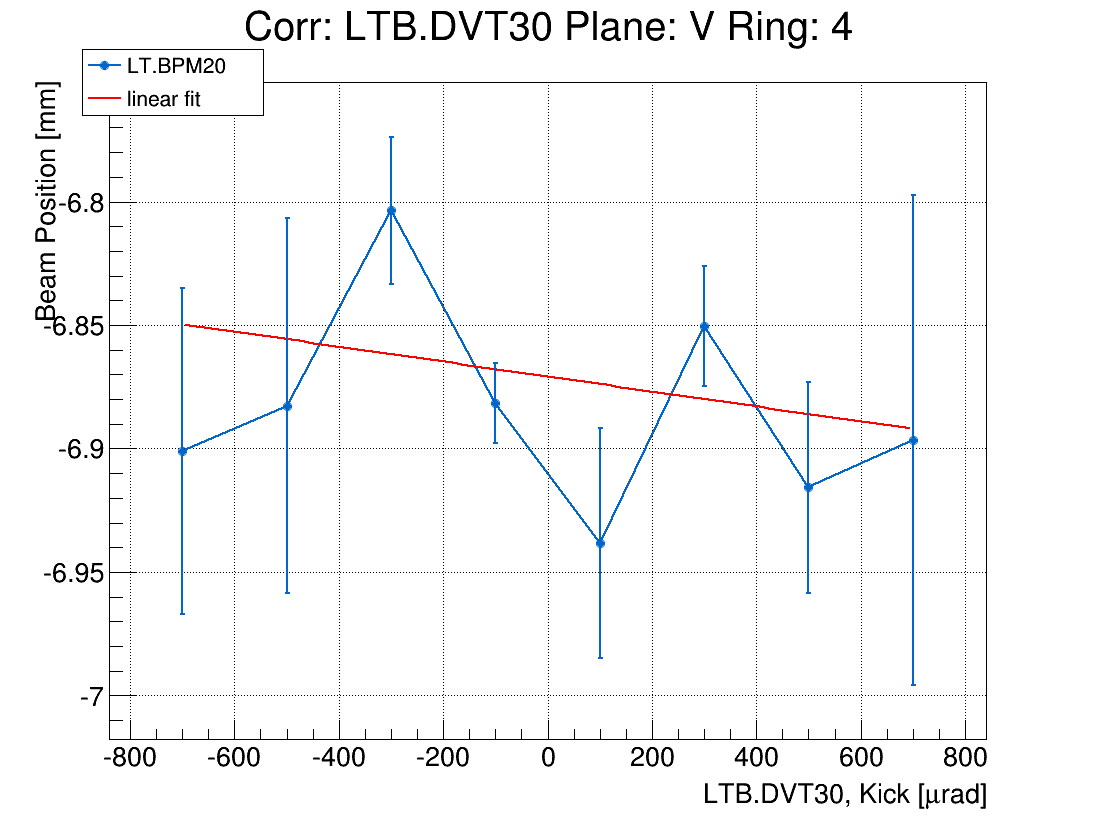 Corr: LTB.DVT30 Plane: V Ring: 4
LT.BPM20
linear fit
Beam Position [mm]
-6.8
-6.85
-6.9
-6.95
-7
-800 -600 -400 -200 0 200 400 600 800
LTB.DVT30, Kick [μrad]